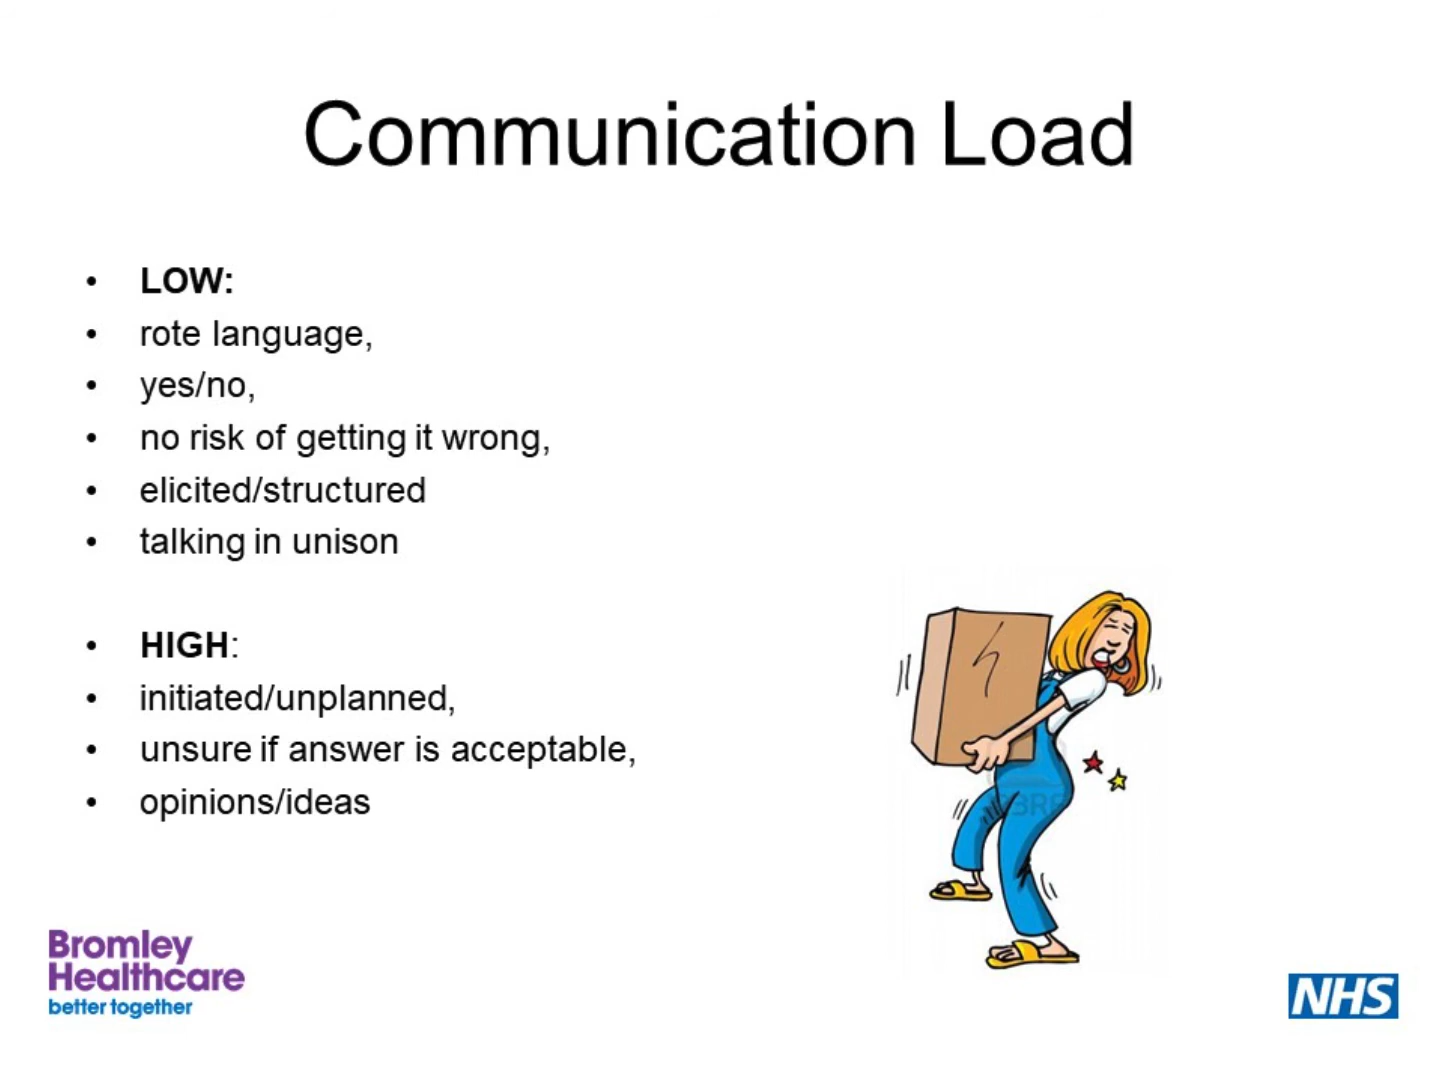 Communication Load
• LOW:
• rote language,
• yes/no,
• no risk of getting it wrong,
• elicited/structured
• talking in unison
• HIGH:
• initiated/unplanned,
• unsure if answer is acceptable,
• opinions/ideas
Bromley
Healthcare
better together
NHS